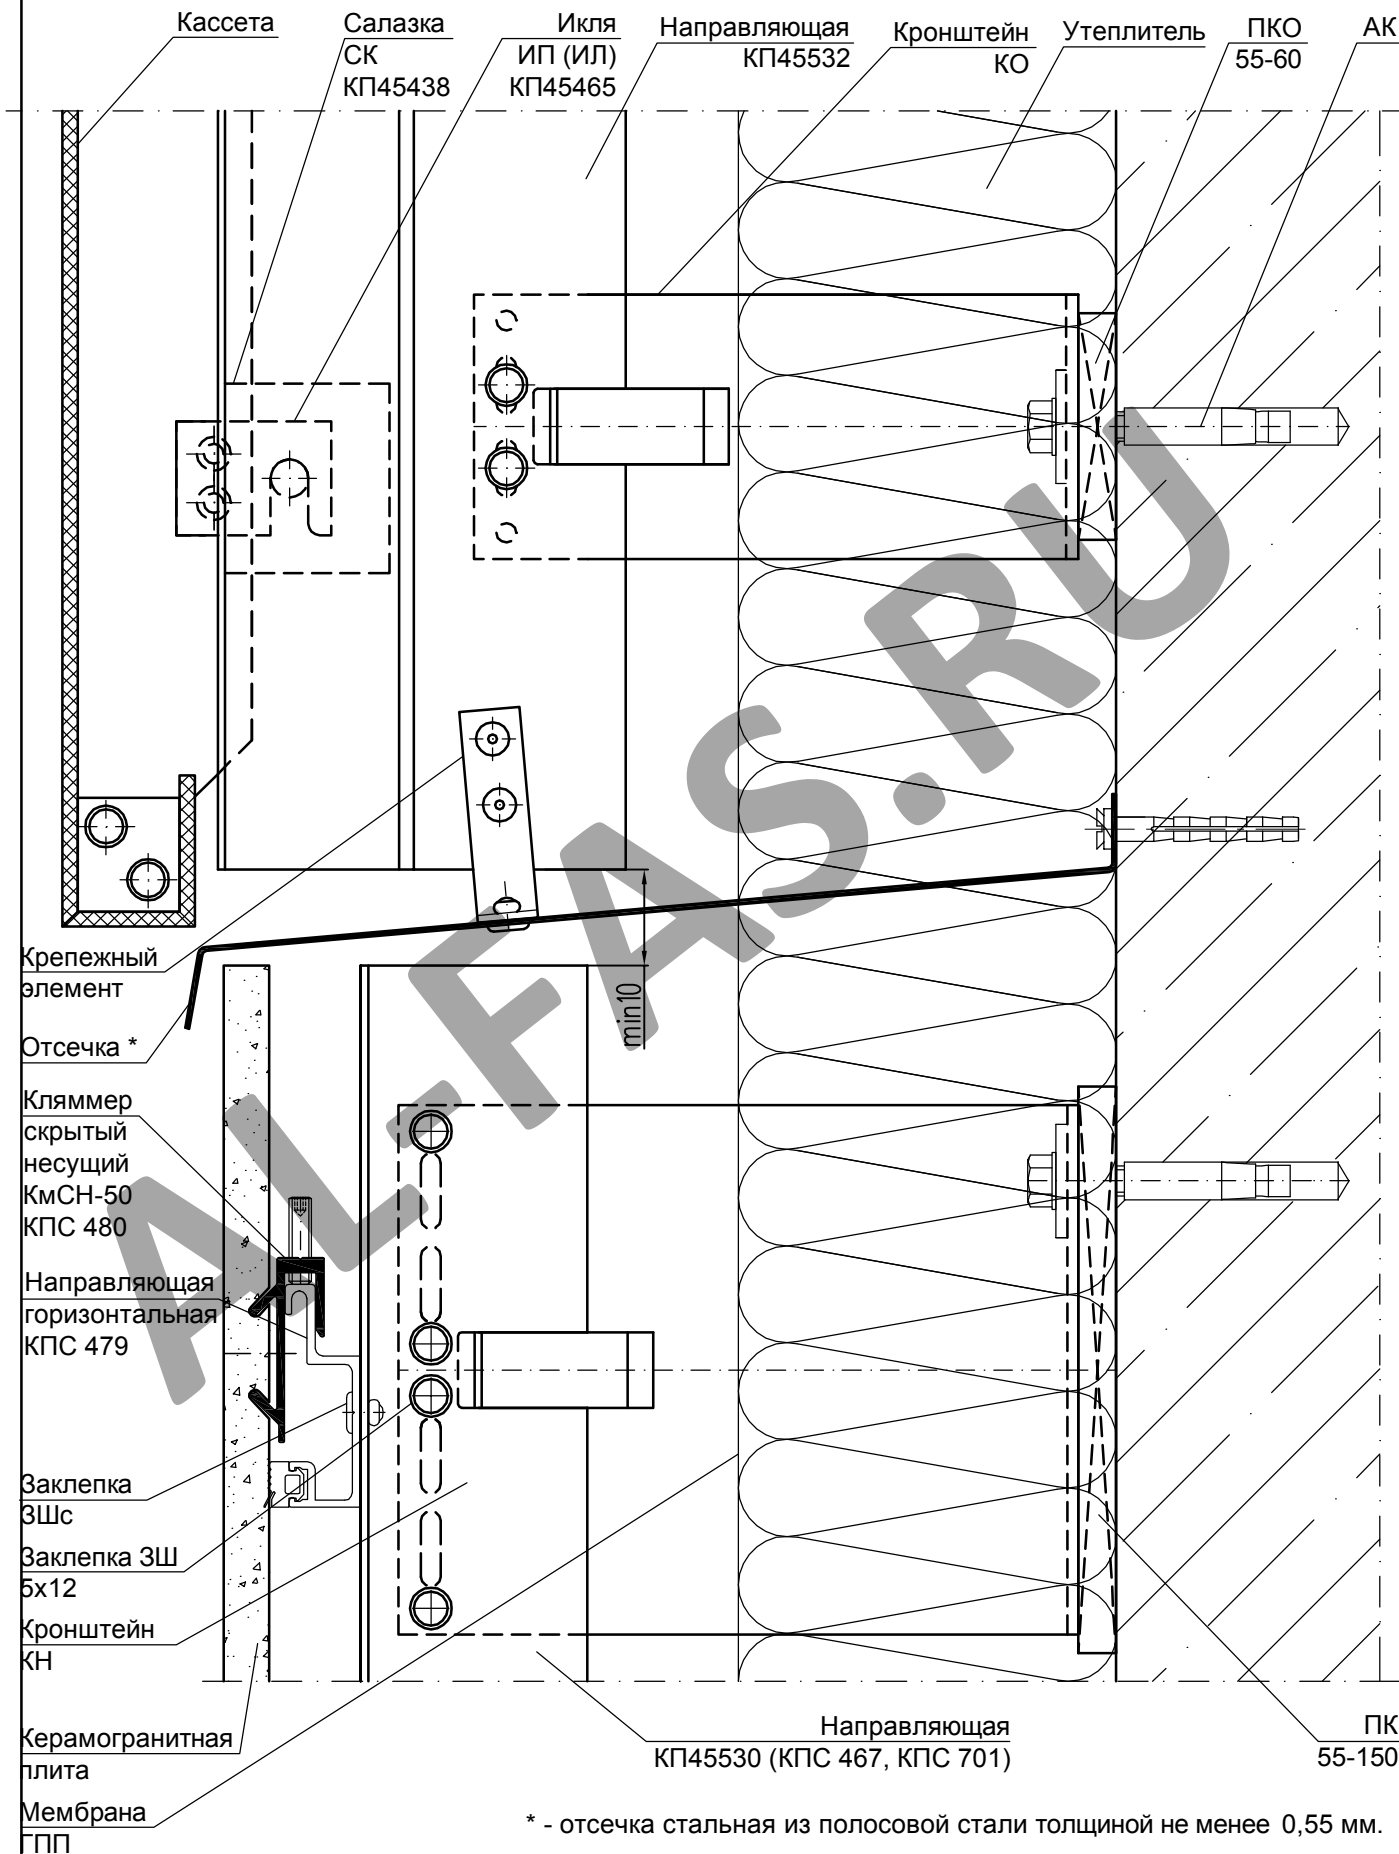 Кассета
Салазка
СК
КП45438
Икля
ИП (ИЛ)
КП45465
Направляющая
КП45532
Кронштейн
КО
Утеплитель
ПКО
55-60
АК
Крепежный
элемент
min10
Отсечка *
Кляммер
скрытый
несущий
КмСН-50
КПС 480
Направляющая
горизонтальная
КПС 479
Заклепка
ЗШс
Заклепка ЗШ
5х12
Кронштейн
КН
Керамогранитная
плита
Мембрана
ГПП
Направляющая
КП45530 (КПС 467, КПС 701)
ПК
55-150
* - отсечка стальная из полосовой стали толщиной не менее 0,55 мм.
AL-FAS.RU